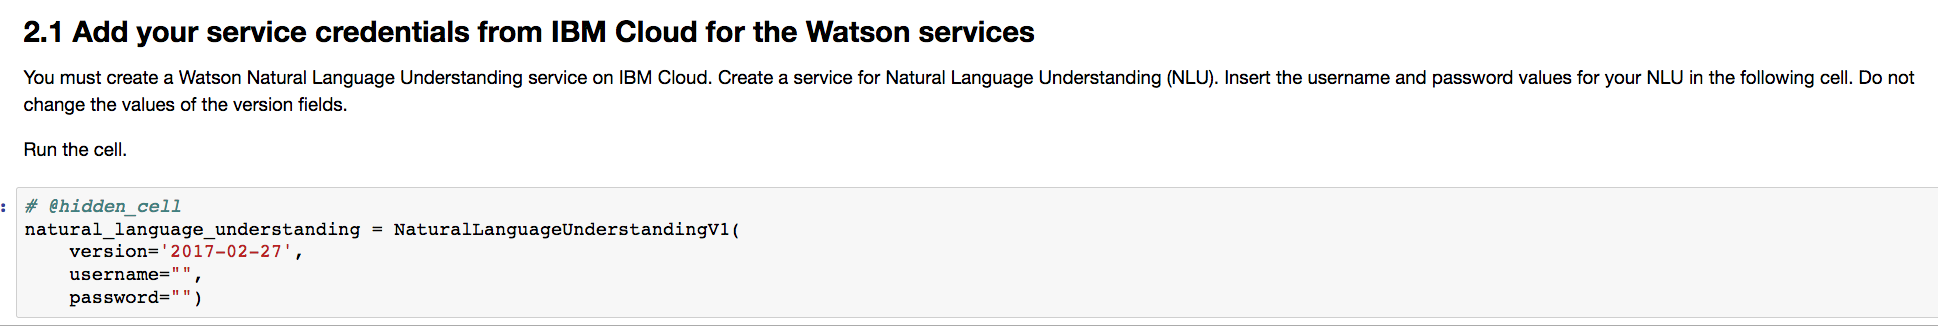 2.1 Add your service credentials from IBM Cloud for the Watson services
You must create a Watson Natural Language Understanding service on IBM Cloud. Create a service for Natural Language Understanding (NLU). Insert the username and password values for your NLU in the following cell. Do not
change the values of the version fields.
Run the cell.
:
# @hidden_cell
natural_language_understanding = NaturalLanguageUnderstandingV1(
    version='2017-02-27',
    username="",
    password="")